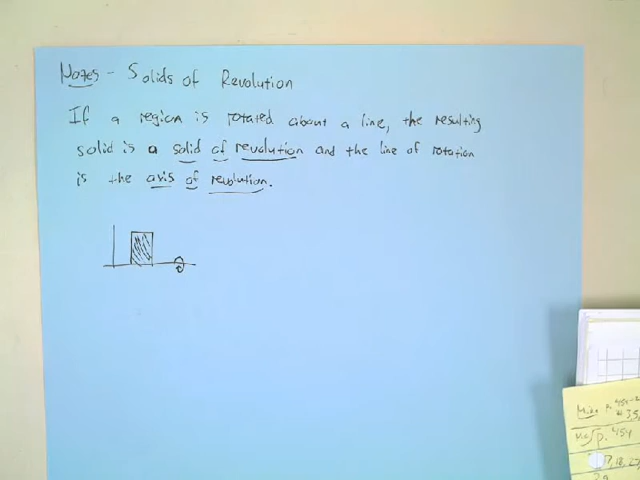 Notes - Solids of Revolution
If a region is rotated about a line, the resulting
solid is a solid of revolution and the line of rotation
is the axis of revolution.
p. 454